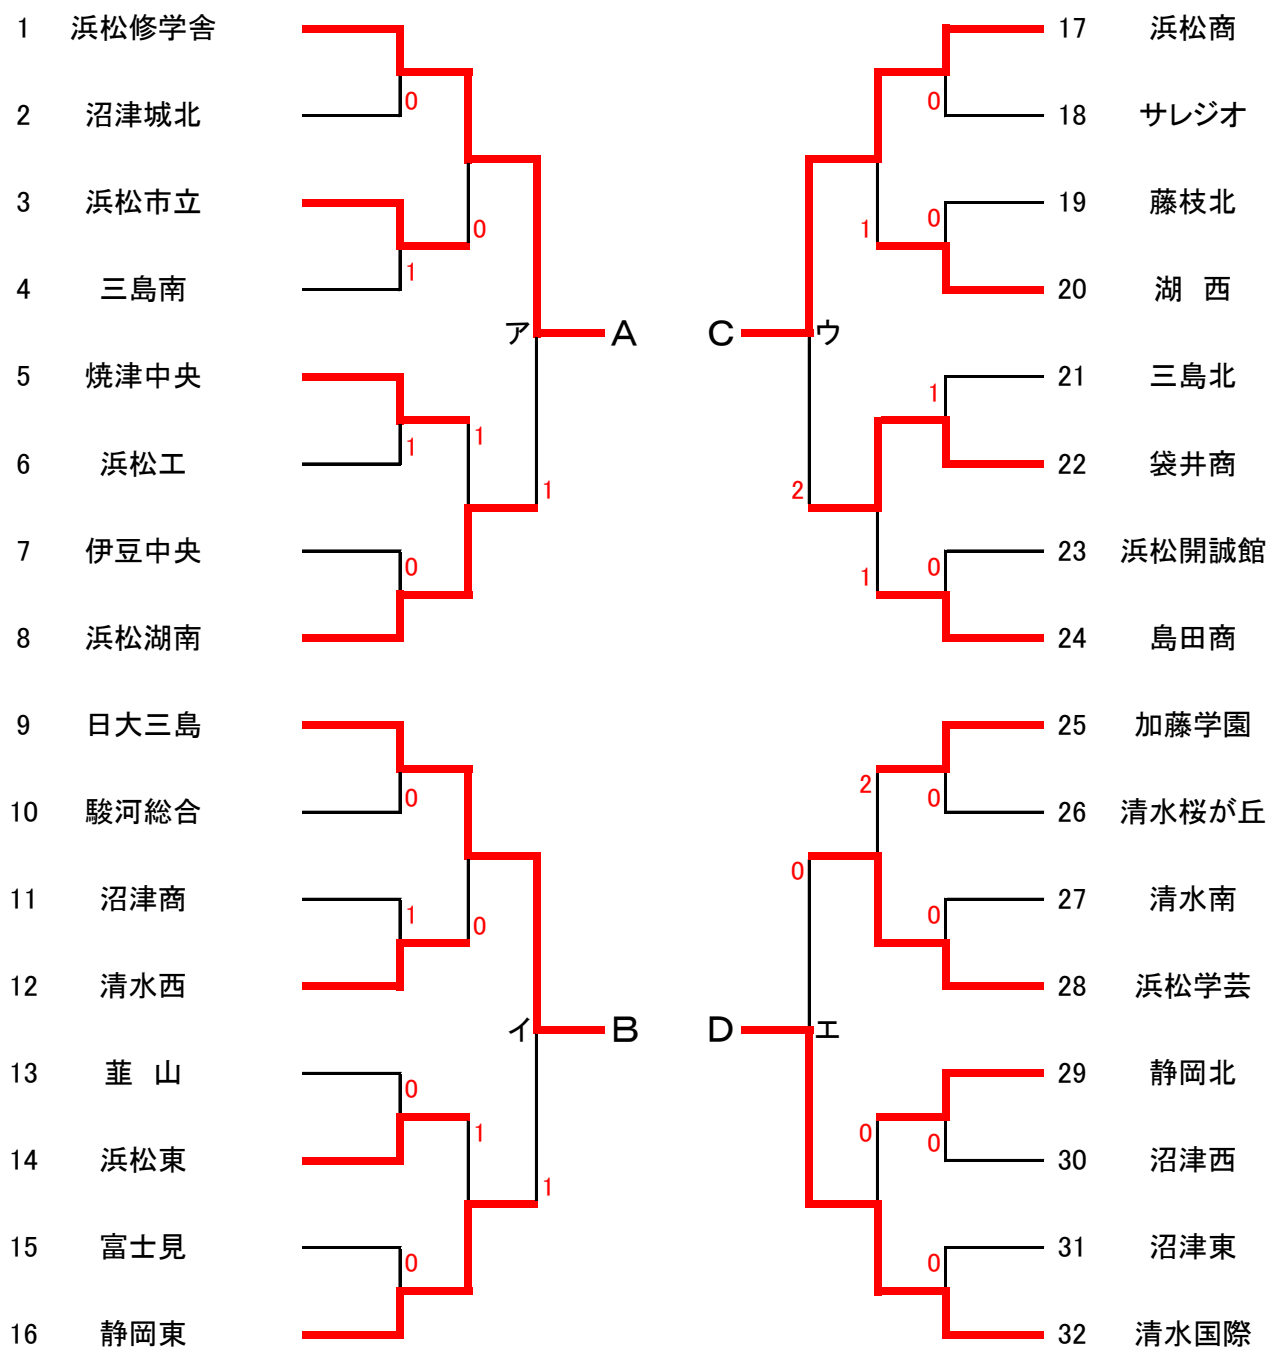 1 浜松修学舎
0
2 沼津城北
3 浜松市立
0
1
4 三島南
ア A
5 焼津中央
1
1
6 浜松工
1
7 伊豆中央
0
8 浜松湖南
9 日大三島
0
10 駿河総合
11 沼津商
1
0
12 清水西
イ B
13 韮 山
0
1
14 浜松東
1
15 富士見
0
16 静岡東
17 浜松商
0
18 サレジオ
19 藤枝北
0
1
20 湖 西
C ウ
21 三島北
1
22 袋井商
2
23 浜松開誠館
0
1
24 島田商
25 加藤学園
2
0
26 清水桜が丘
0
27 清水南
0
28 浜松学芸
D エ
29 静岡北
0
0
30 沼津西
31 沼津東
0
32 清水国際